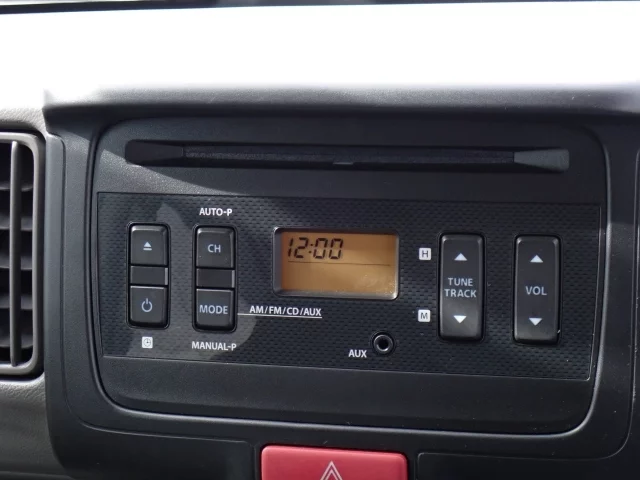 AUTO-P
CH
12:00
H
TUNE
TRACK
VOL
MODE
AM/FM/CD/AUX
M
MANUAL-P
AUX